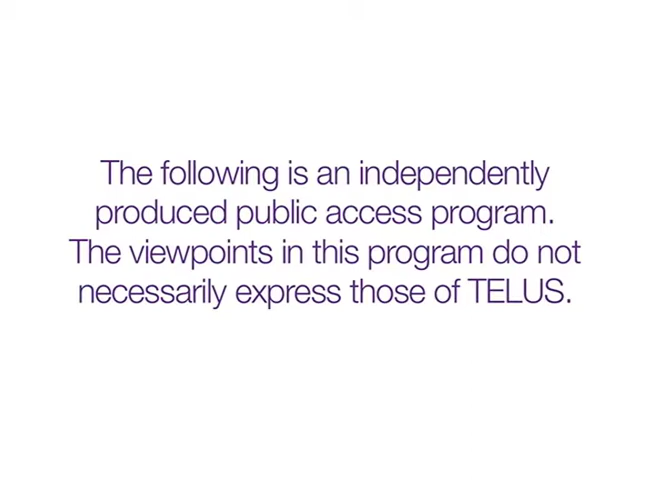 The following is an independently
produced public access program.
The viewpoints in this program do not
necessarily express those of TELUS.